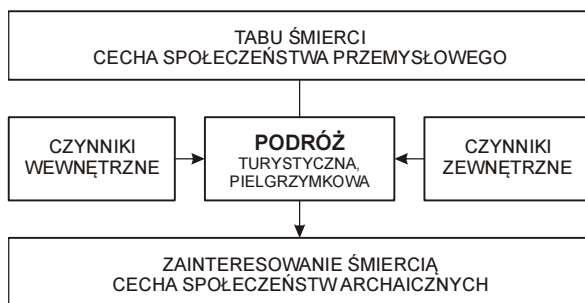 TABU ŚMIERCI
CECHA SPOŁECZEŃSTWA PRZEMYSŁOWEGO
CZYNNIKI
WEWNĘTRZNE
PODRÓŻ
TURYSTYCZNA,
PIELGRZYMKOWA
CZYNNIKI
ZEWNĘTRZNE
ZAINTERESOWANIE ŚMIERCIĄ
CECHA SPOŁECZEŃSTW ARCHAICZNYCH